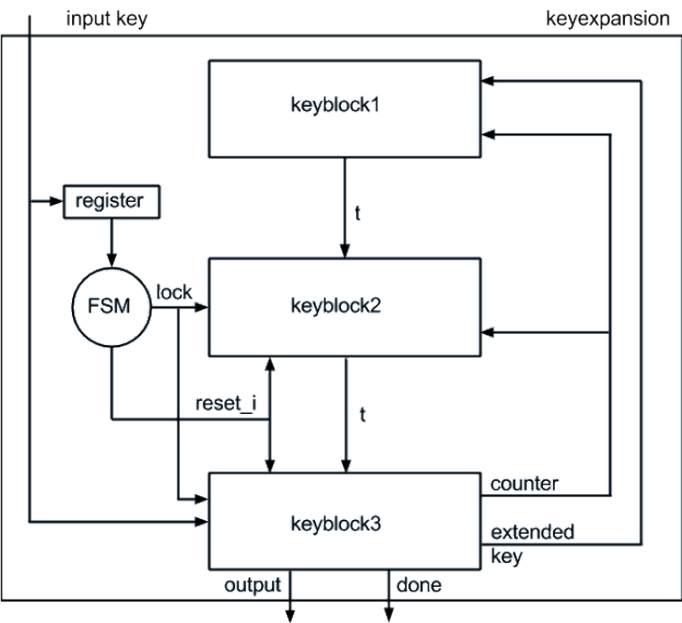 input key
keyexpansion
keyblock1
register
t
lock
FSM
keyblock2
reset_i
t
counter
keyblock3
extended
key
output
done